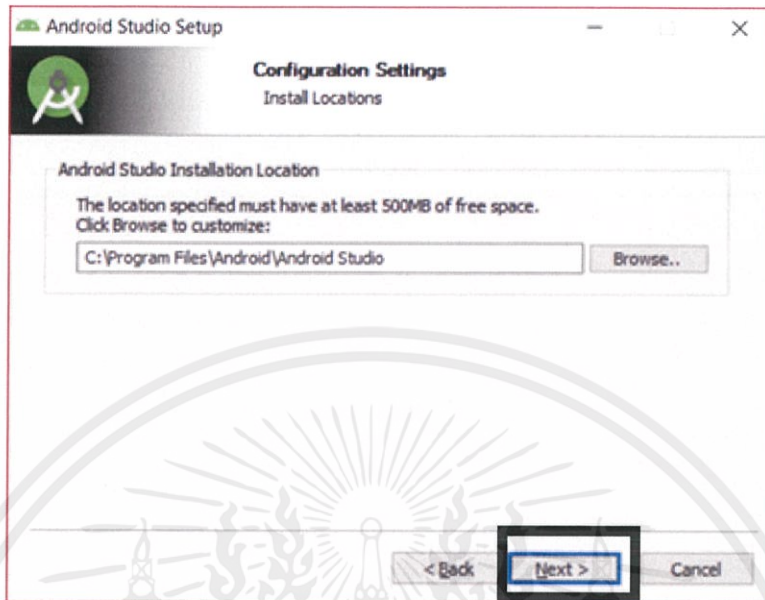 Android Studio Setup
Configuration Settings
Install Locations
Android Studio Installation Location
The location specified must have at least 500MB of free space.
Click Browse to customize:
C:\Program Files\Android\Android Studio
Browse..
< Back
Next >
Cancel